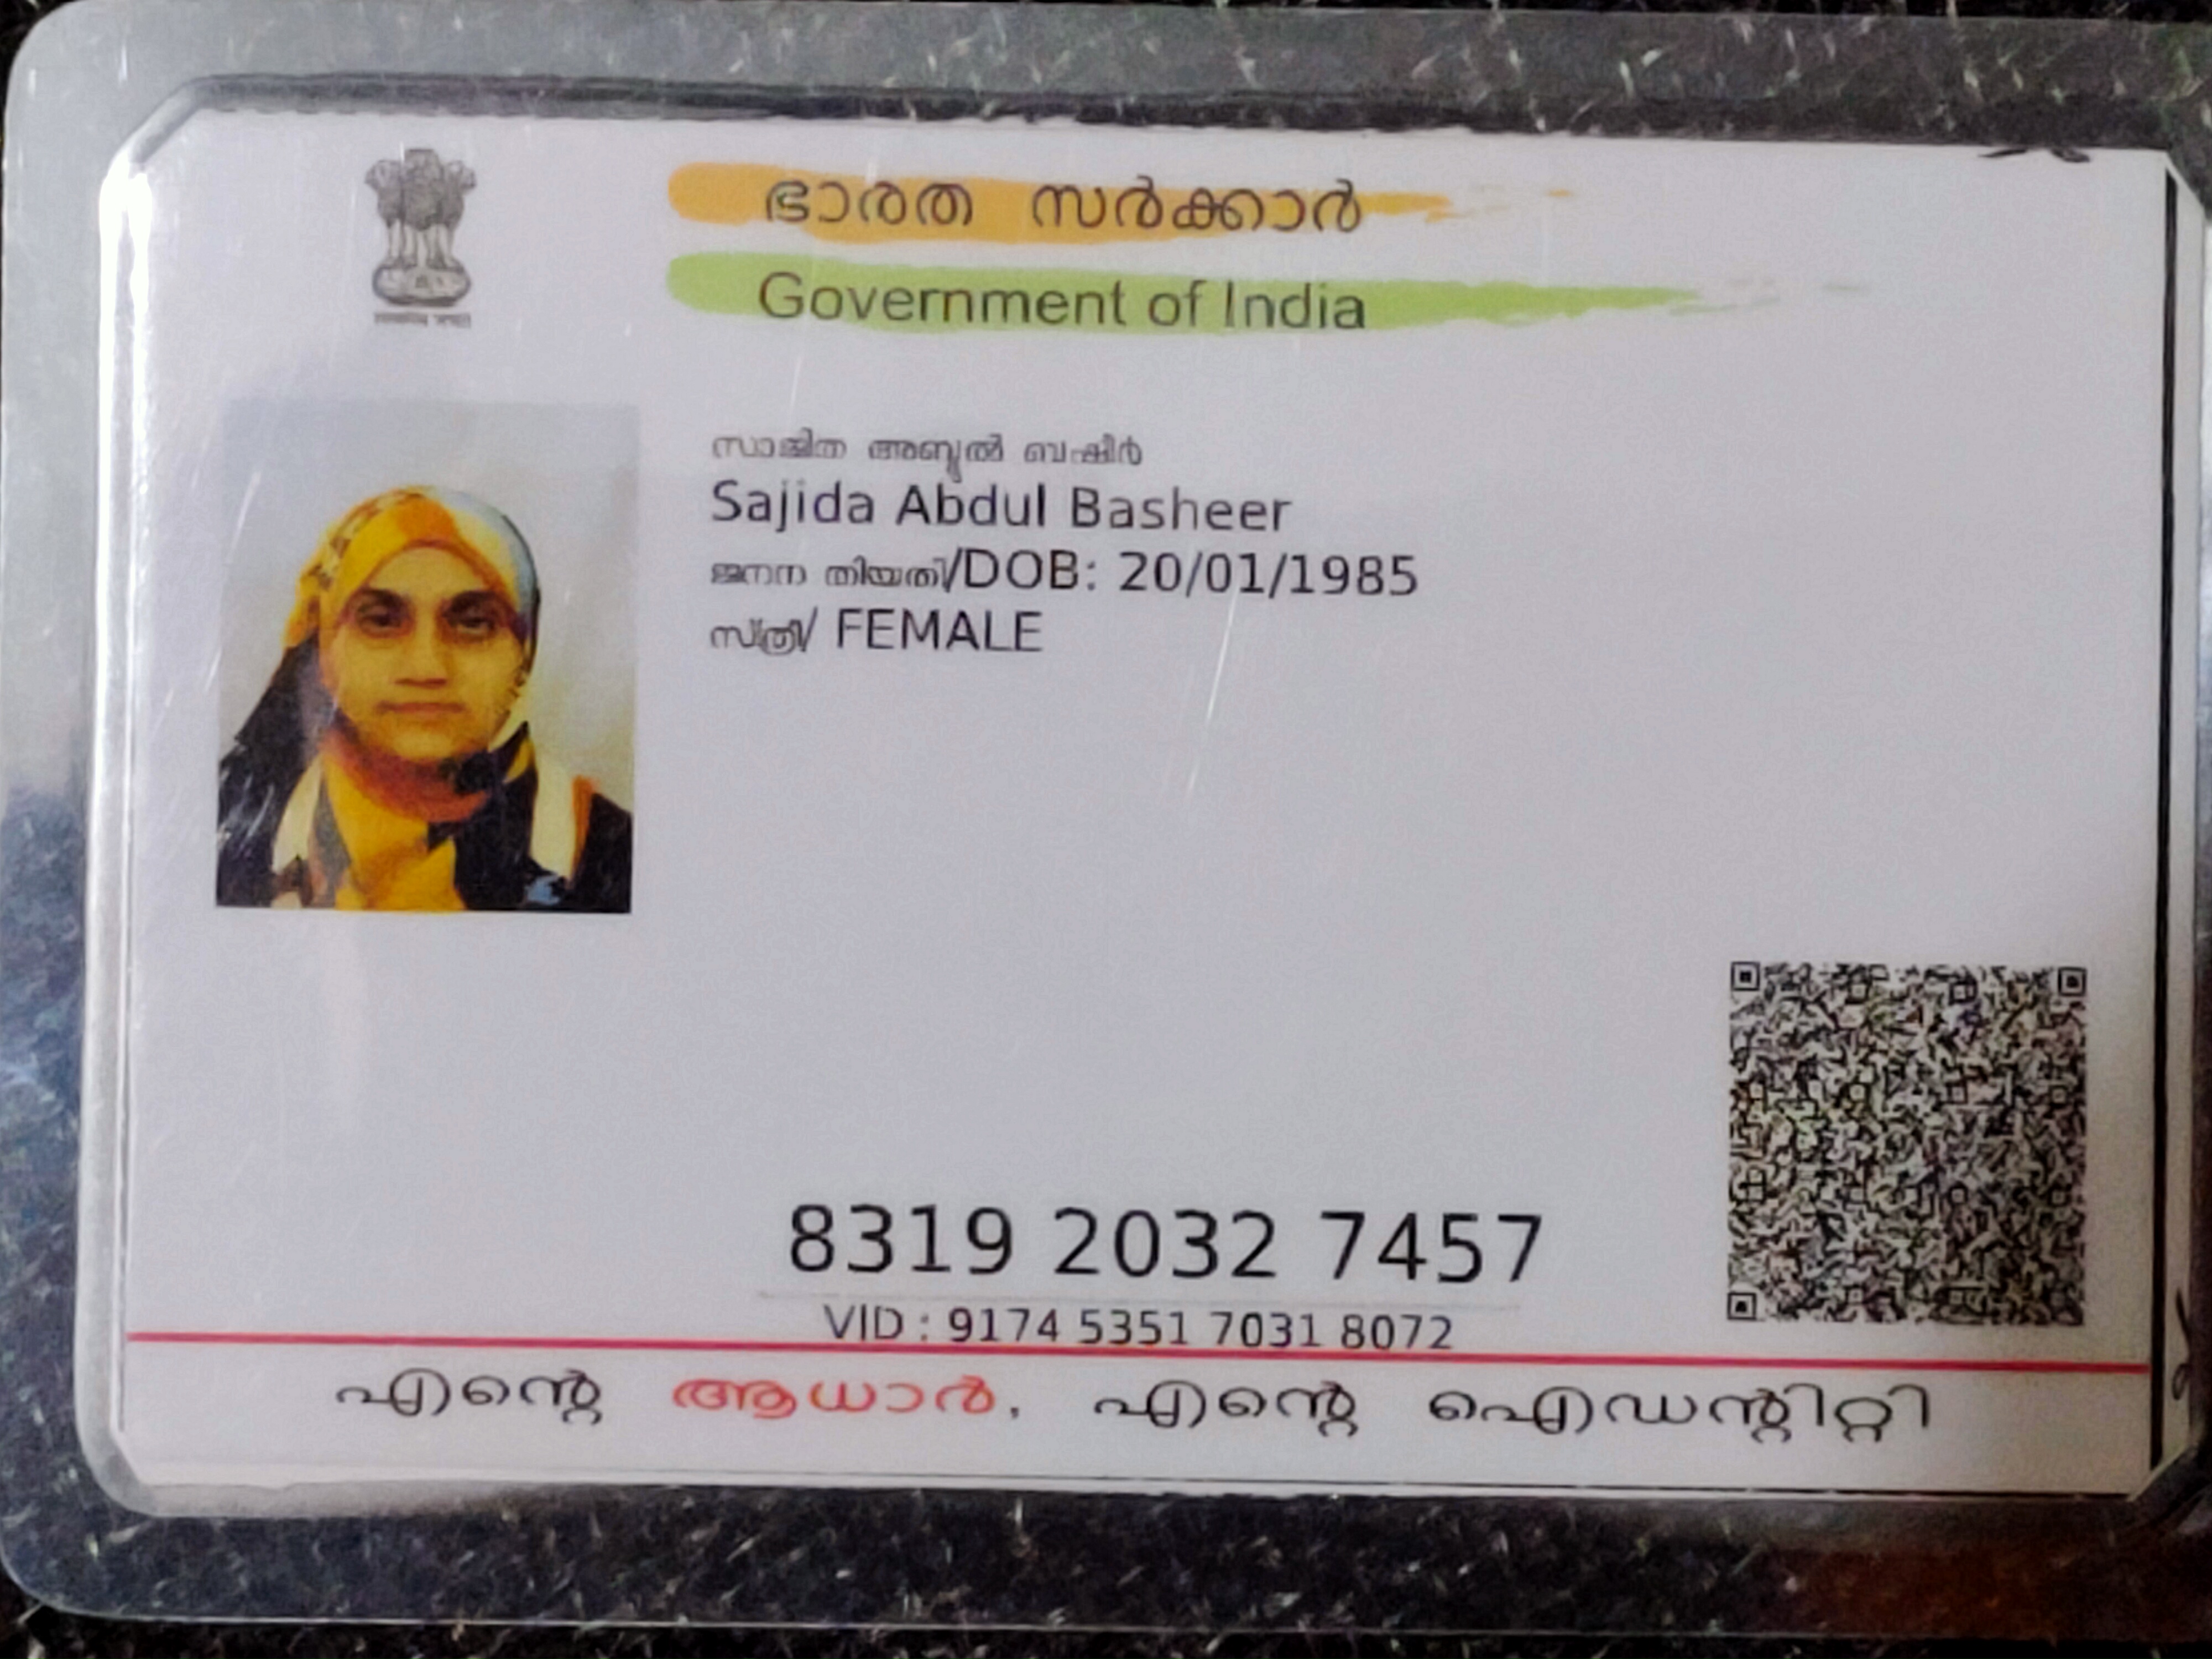 ഭാരത സർക്കാർ
Government of India
സാജിത അബ്ദുൽ ബഷീർ
Sajida Abdul Basheer
ജനന തിയതി/DOB: 20/01/1985
സ്ത്രീ/ FEMALE
8319 2032 7457
VID : 9174 5351 7031 8072
എന്റെ ആധാർ, എന്റെ ഐഡന്റിറ്റി